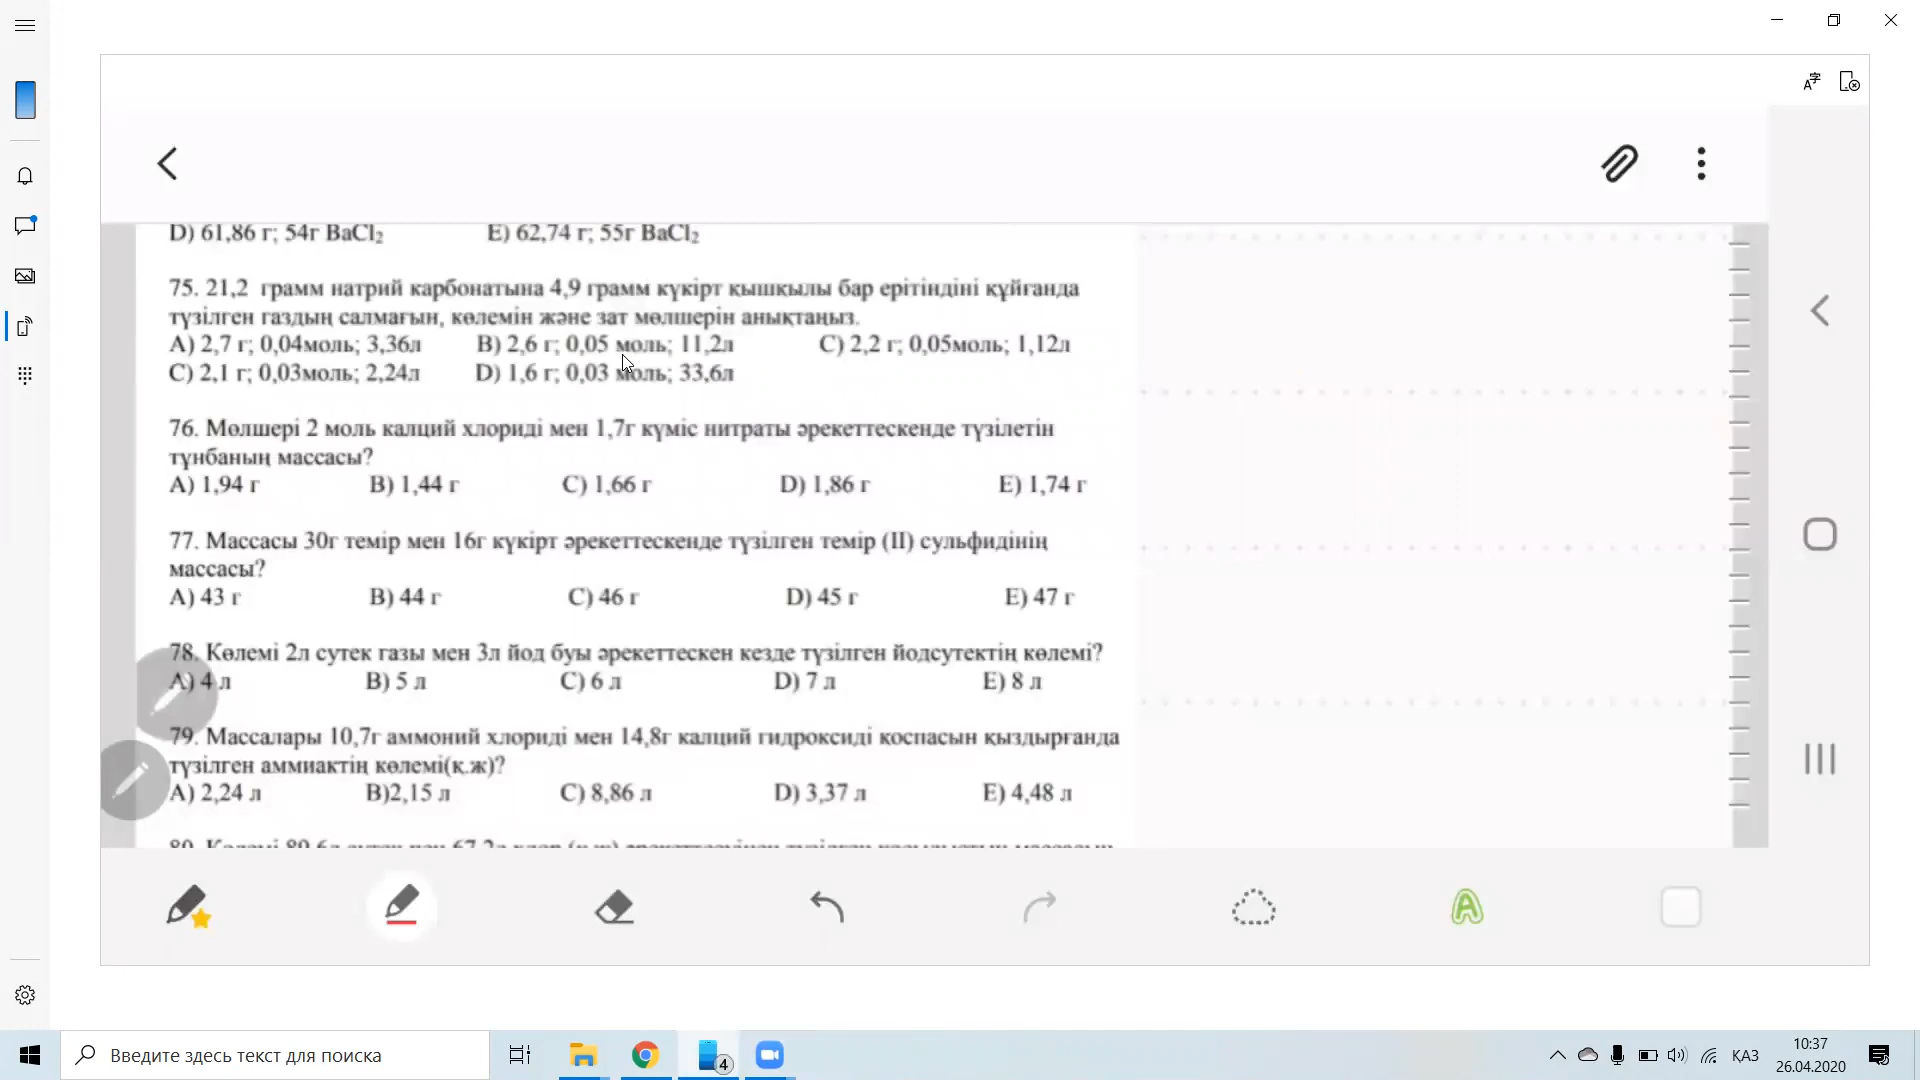 D) 61,86 г; 54г BaCl₂ E) 62,74 г; 55г BaCl₂
75. 21,2 грамм натрий карбонатына 4,9 грамм күкірт қышқылы бар ерітіндіні құйғанда
түзілген газдың салмағын, көлемін және зат мөлшерін анықтаңыз.
A) 2,7 г; 0,04моль; 3,36л B) 2,6 г; 0,05 моль; 11,2л C) 2,2 г; 0,05моль; 1,12л
C) 2,1 г; 0,03моль; 2,24л D) 1,6 г; 0,03 моль; 33,6л
76. Мөлшері 2 моль калций хлориді мен 1,7г күміс нитраты әрекеттескенде түзілетін
тұнбаның массасы?
A) 1,94 г B) 1,44 г C) 1,66 г D) 1,86 г E) 1,74 г
77. Массасы 30г темір мен 16г күкірт әрекеттескенде түзілген темір (II) сульфидінің
массасы?
A) 43 г B) 44 г C) 46 г D) 45 г E) 47 г
78. Көлемі 2л сутек газы мен 3л йод буы әрекеттескен кезде түзілген йодсутектің көлемі?
A) 4 л B) 5 л C) 6 л D) 7 л E) 8 л
79. Массалары 10,7г аммоний хлориді мен 14,8г калций гидроксиді қоспасын қыздырғанда
түзілген аммиактің көлемі(қ.ж)?
A) 2,24 л B)2,15 л C) 8,86 л D) 3,37 л E) 4,48 л
Введите здесь текст для поиска
4
ҚАЗ
10:37
26.04.2020